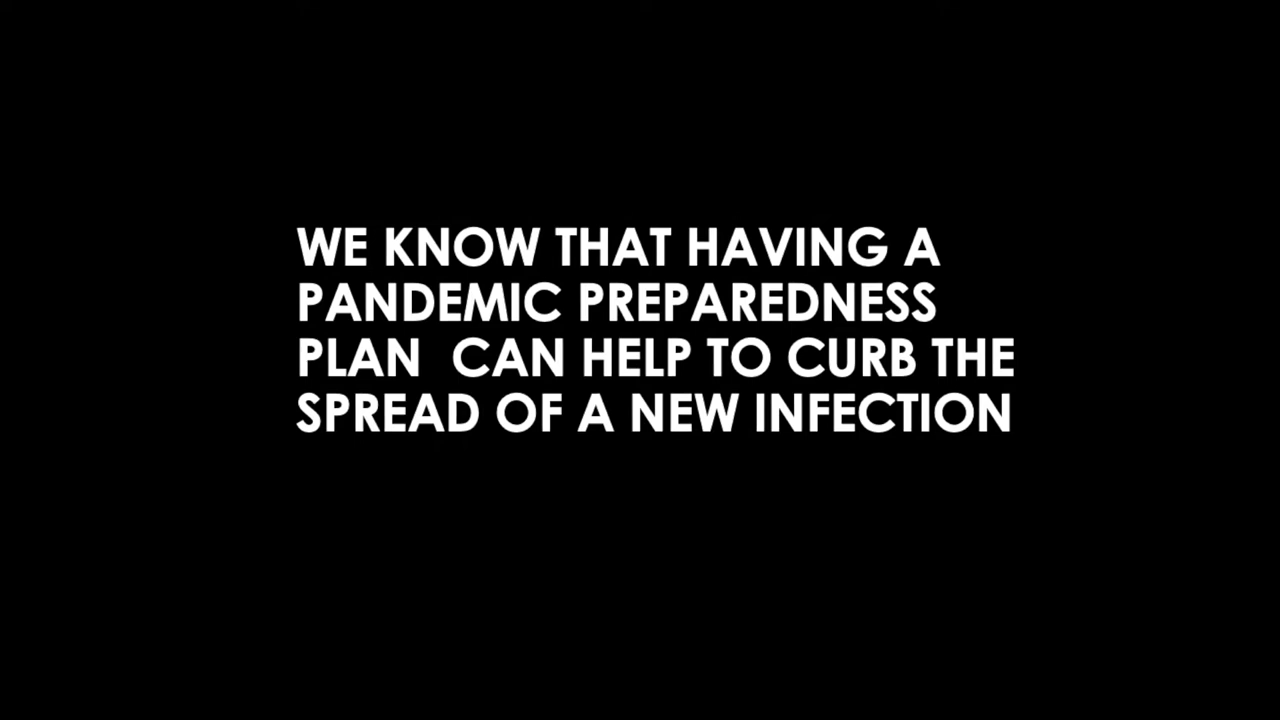 WE KNOW THAT HAVING A
PANDEMIC PREPAREDNESS
PLAN  CAN HELP TO CURB THE
SPREAD OF A NEW INFECTION